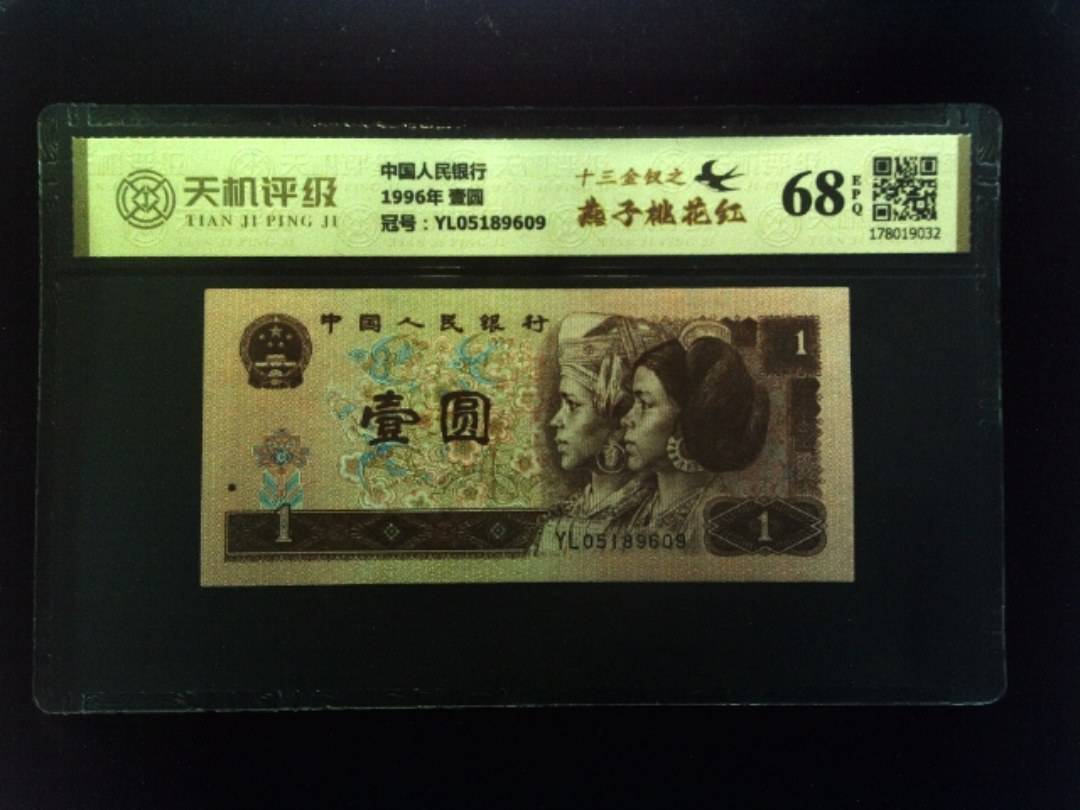 天机评级
TIAN JI PING JI
中国人民银行
1996年 壹圆
冠号：YL05189609
十三金钗之
燕子桃花红
68 EPQ
178019032
中国人民银行
1
壹圆
1
YL05189609
1